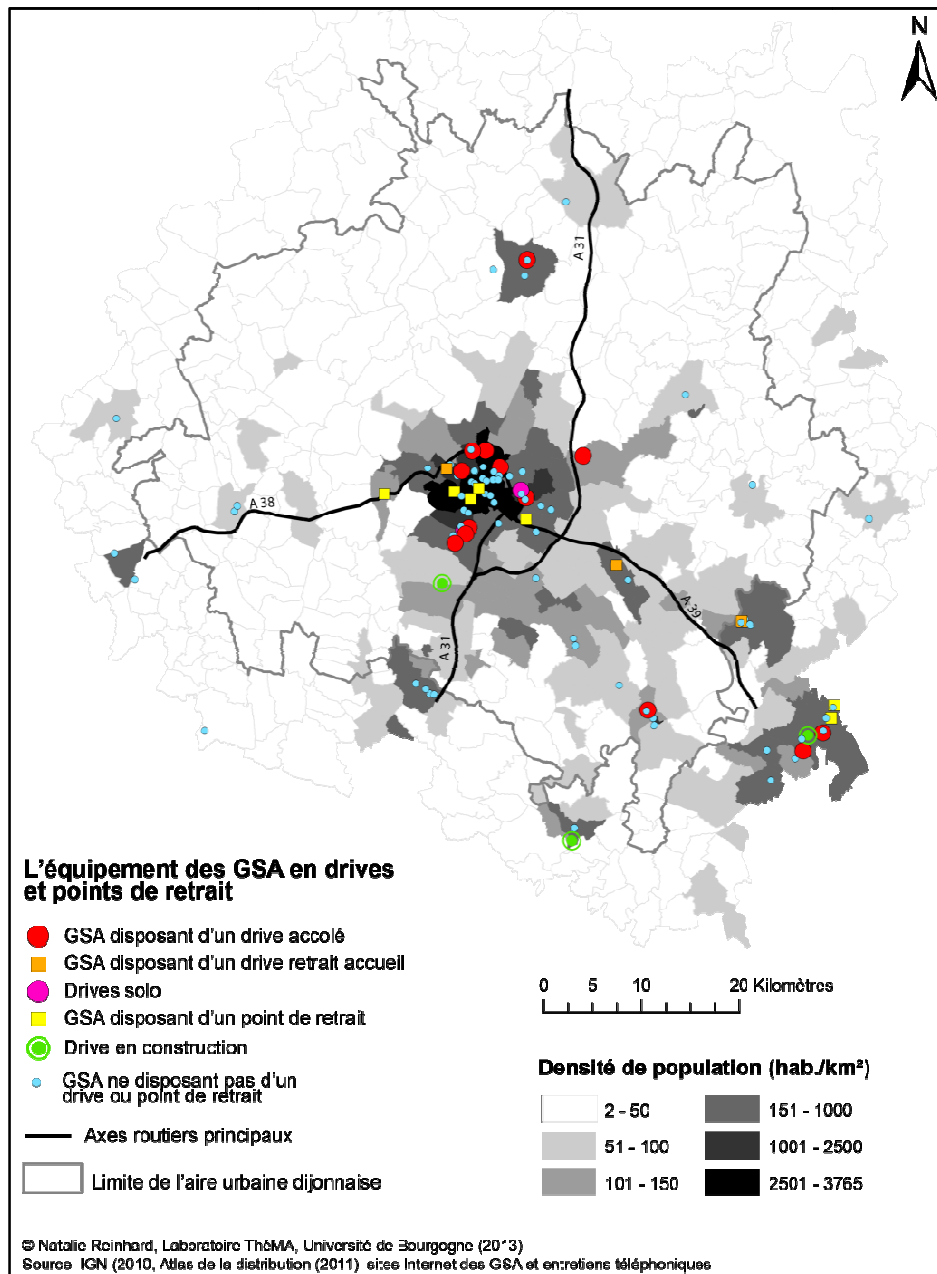 N
A 31
A 38
A 39
A 31
L'équipement des GSA en drives
et points de retrait
GSA disposant d'un drive accolé
GSA disposant d'un drive retrait accueil
Drives solo
GSA disposant d'un point de retrait
Drive en construction
GSA ne disposant pas d'un
drive ou point de retrait
Axes routiers principaux
Limite de l'aire urbaine dijonnaise
0 5 10 20 Kilomètres
Densité de population (hab./km²)
2 - 50
51 - 100
101 - 150
151 - 1000
1001 - 2500
2501 - 3765
© Natalie Reinhard, Laboratoire ThéMA, Université de Bourgogne (2013)
Source IGN (2010, Atlas de la distribution (2011) sites Internet des GSA et entretiens téléphoniques